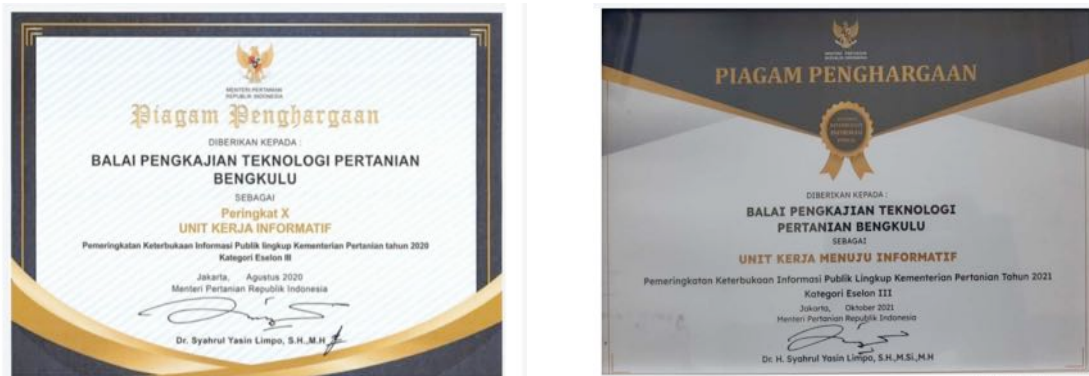 MENTERI PERTANIAN
REPUBLIK INDONESIA
Piagam Penghargaan
DIBERIKAN KEPADA :
BALAI PENGKAJIAN TEKNOLOGI PERTANIAN
BENGKULU
SEBAGAI
Peringkat X
UNIT KERJA INFORMATIF
Pemeringkatan Keterbukaan Informasi Publik lingkup Kementerian Pertanian tahun 2020
Kategori Eselon III
Jakarta, Agustus 2020
Menteri Pertanian Republik Indonesia
Dr. Syahrul Yasin Limpo, S.H.,M.H
MENTERI PERTANIAN
REPUBLIK INDONESIA
PIAGAM PENGHARGAAN
DIBERIKAN KEPADA :
BALAI PENGKAJIAN TEKNOLOGI
PERTANIAN BENGKULU
SEBAGAI
UNIT KERJA MENUJU INFORMATIF
Pemeringkatan Keterbukaan Informasi Publik Lingkup Kementerian Pertanian Tahun 2021
Kategori Eselon III
Jakarta, Oktober 2021
Menteri Pertanian Republik Indonesia
Dr. H. Syahrul Yasin Limpo, S.H.,M.Si.,M.H